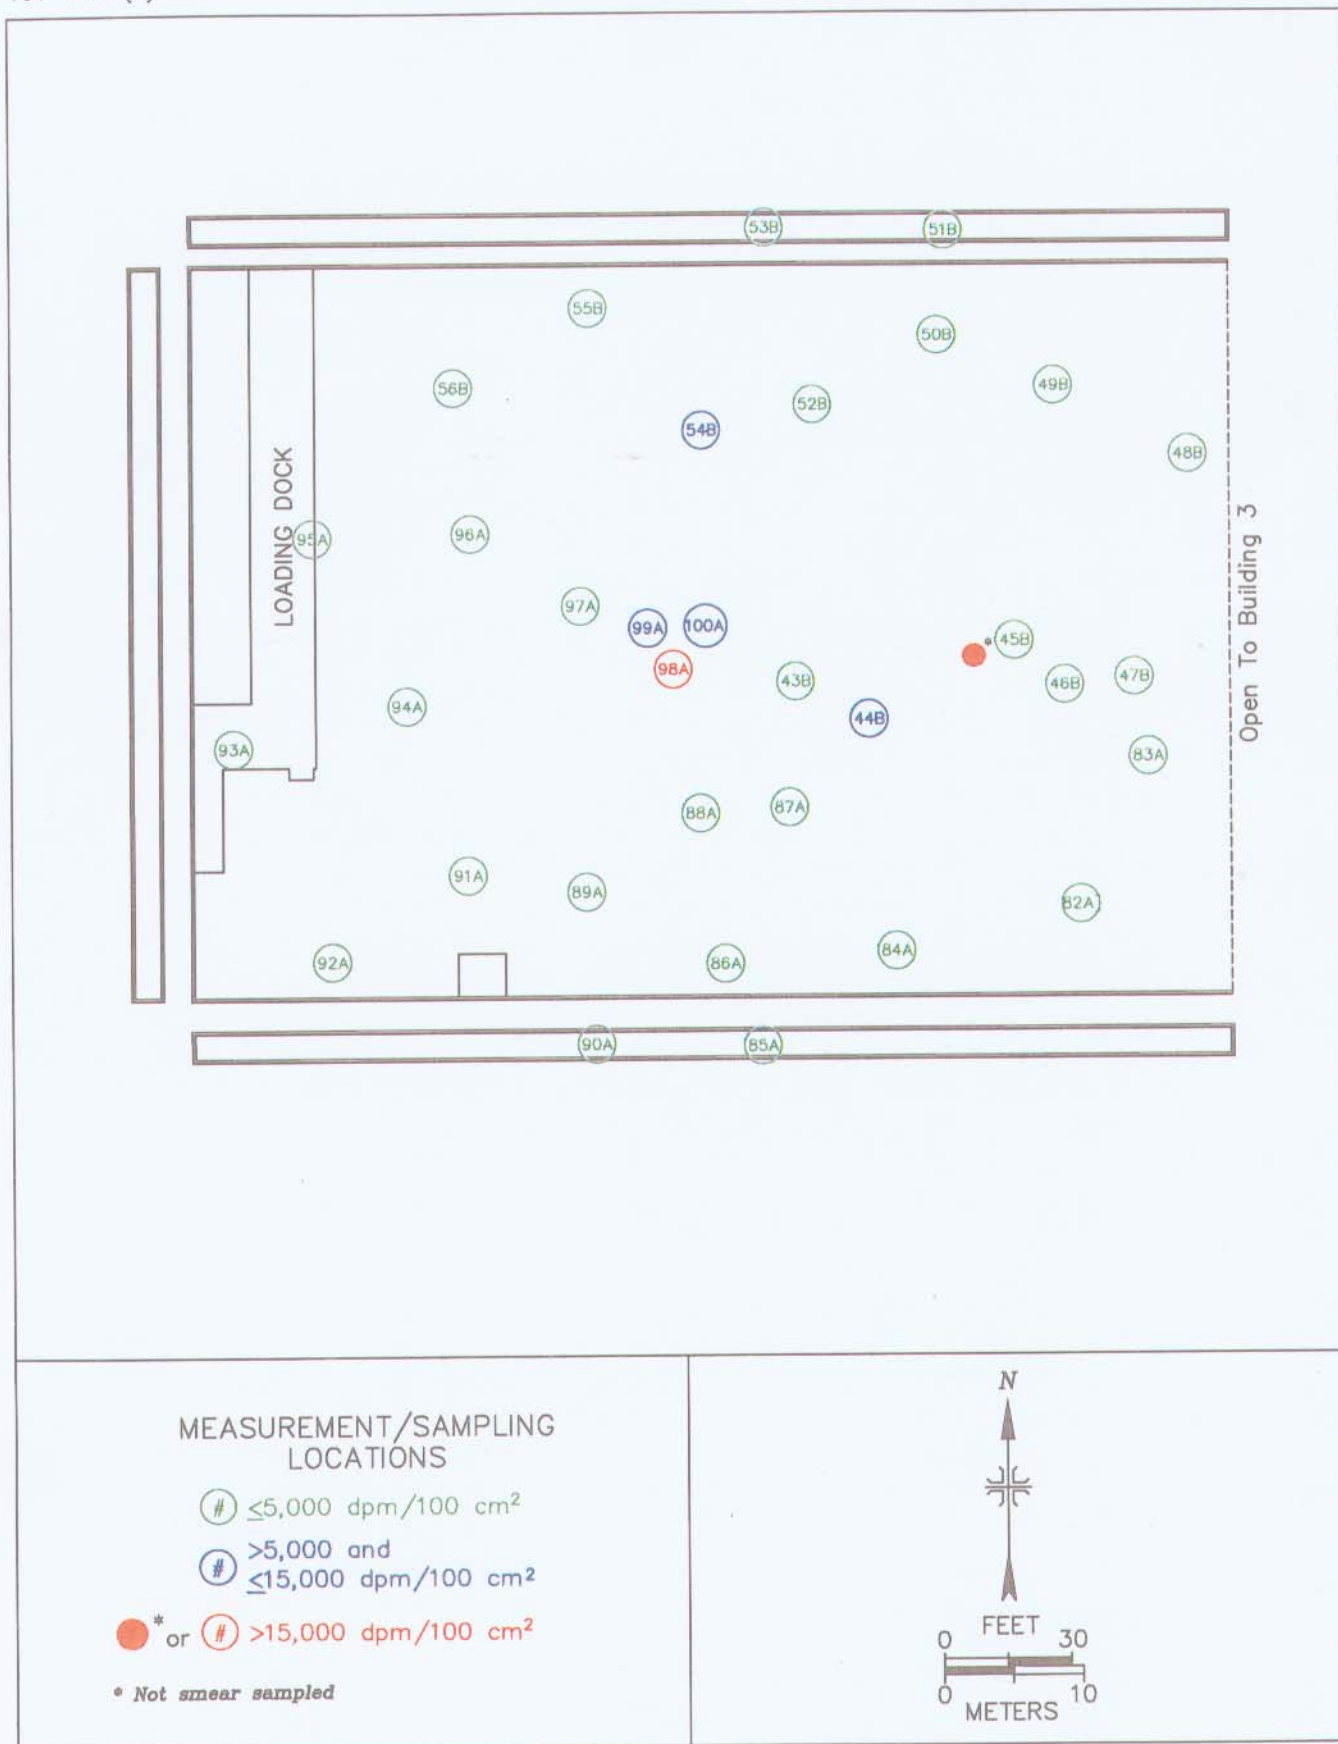 53B
51B
55B
50B
56B
52B
49B
54B
48B
LOADING DOCK
95A
96A
Open To Building 3
97A
99A
100A
*
45B
98A
43B
46B
47B
94A
44B
93A
83A
88A
87A
91A
89A
82A
92A
86A
84A
90A
85A
MEASUREMENT/SAMPLING
LOCATIONS
# ≤5,000 dpm/100 cm²
# >5,000 and
≤15,000 dpm/100 cm²
* or # >15,000 dpm/100 cm²
* Not smear sampled
N
FEET
0 30
0 10
METERS